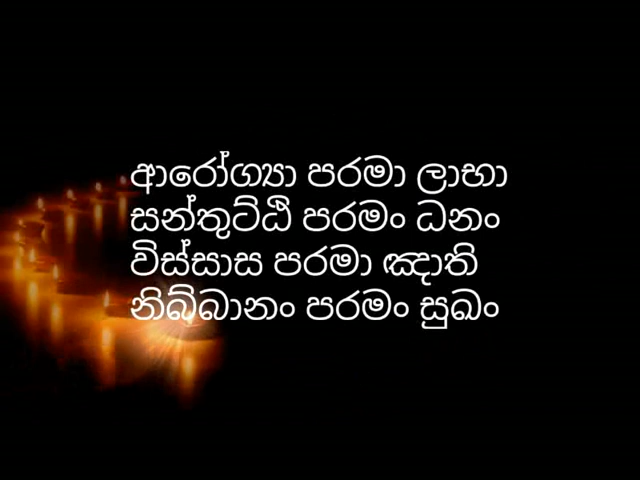 ආරෝග්‍යා පරමා ලාභා
සන්තුට්ඨි පරමං ධනං
විස්සාස පරමා ඤාති
නිබ්බානං පරමං සුඛං